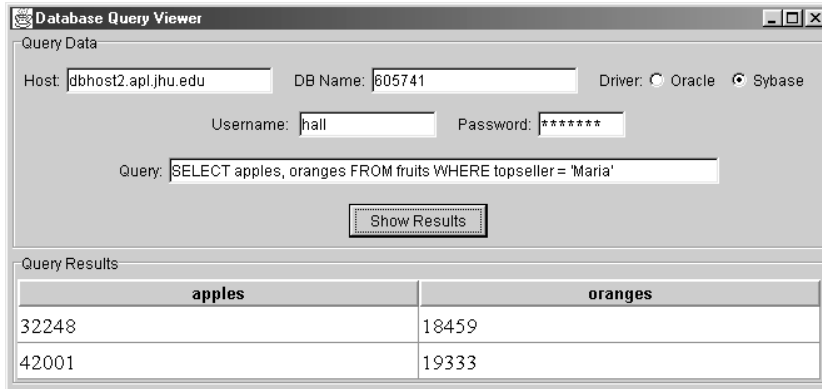 Database Query Viewer
Query Data
Host: dbhost2.apl.jhu.edu DB Name: 605741 Driver: Oracle Sybase
Username: hall Password: *******
Query: SELECT apples, oranges FROM fruits WHERE topseller = 'Maria'
Show Results
Query Results
apples oranges
32248 18459
42001 19333